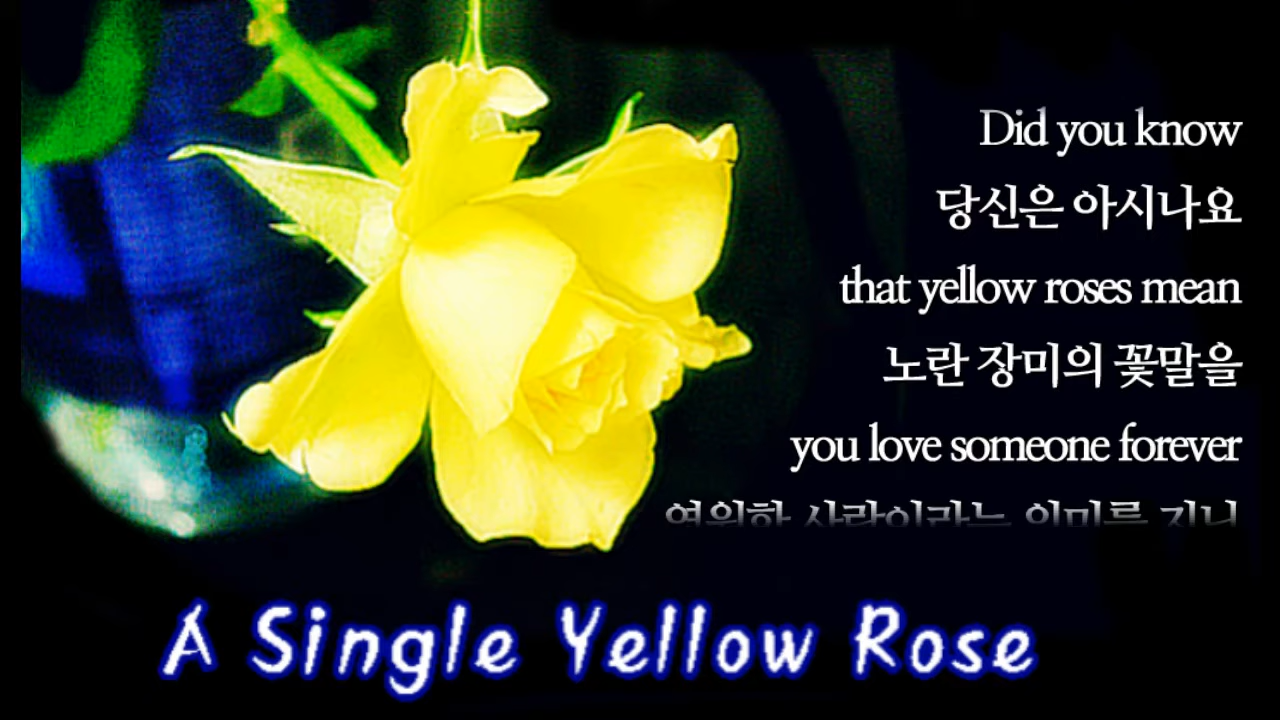 Did you know
당신은 아시나요
that yellow roses mean
노란 장미의 꽃말을
you love someone forever
A Single Yellow Rose